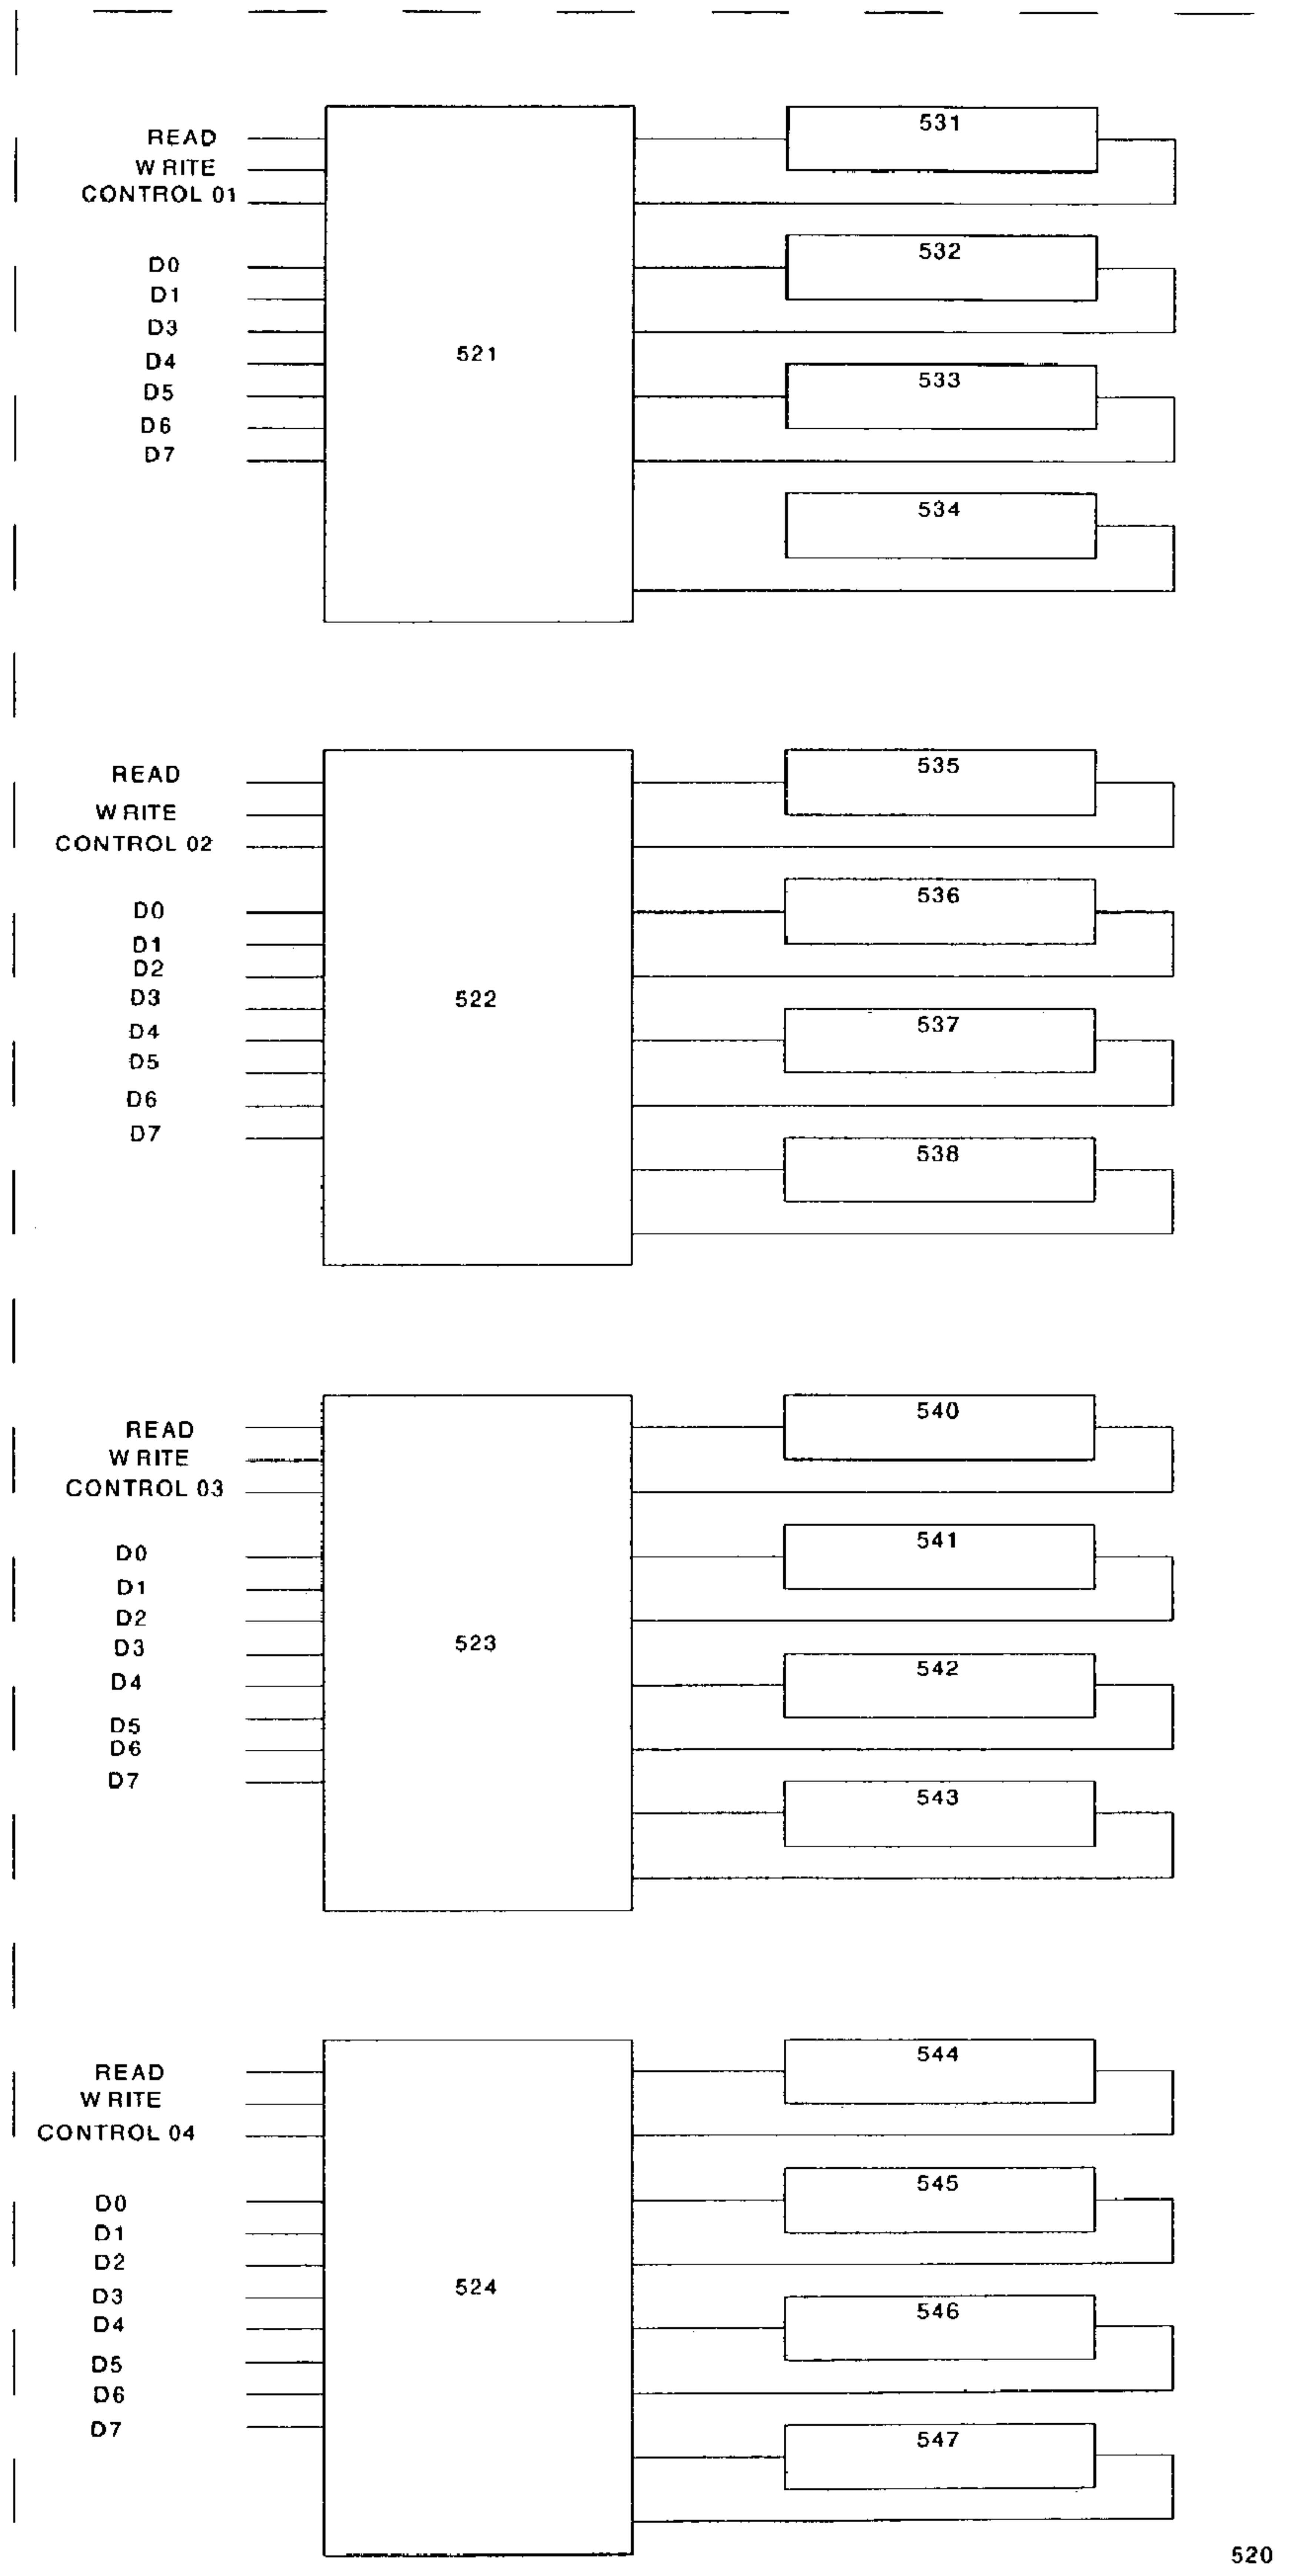 READ
WRITE
CONTROL 01
D0
D1
D3
D4
D5
D6
D7
521
531
532
533
534
READ
WRITE
CONTROL 02
D0
D1
D2
D3
D4
D5
D6
D7
522
535
536
537
538
READ
WRITE
CONTROL 03
D0
D1
D2
D3
D4
D5
D6
D7
523
540
541
542
543
READ
WRITE
CONTROL 04
D0
D1
D2
D3
D4
D5
D6
D7
524
544
545
546
547
520